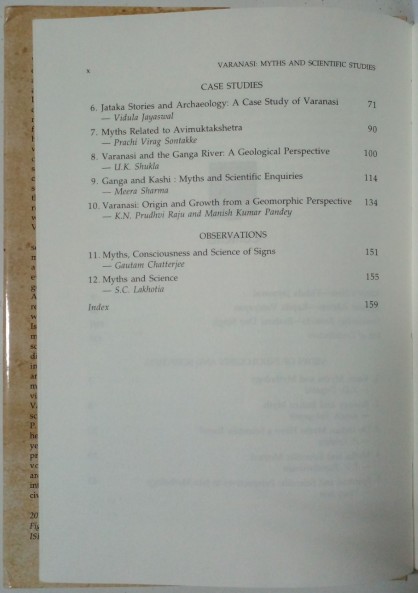 x
VARANASI: MYTHS AND SCIENTIFIC STUDIES
CASE STUDIES
6. Jataka Stories and Archaeology: A Case Study of Varanasi 71
— Vidula Jayaswal
7. Myths Related to Avimuktakshetra 90
— Prachi Virag Sontakke
8. Varanasi and the Ganga River: A Geological Perspective 100
— U.K. Shukla
9. Ganga and Kashi : Myths and Scientific Enquiries 114
— Meera Sharma
10. Varanasi: Origin and Growth from a Geomorphic Perspective 134
— K.N. Prudhvi Raju and Manish Kumar Pandey
OBSERVATIONS
11. Myths, Consciousness and Science of Signs 151
— Gautam Chatterjee
12. Myths and Science 155
— S.C. Lakhotia
Index 159